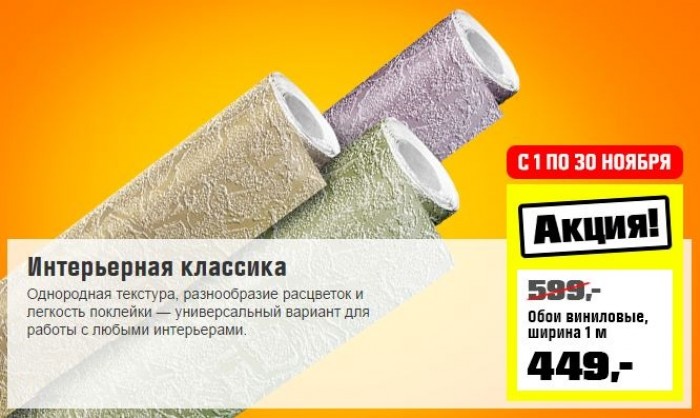 С 1 ПО 30 НОЯБРЯ
Акция!
Интерьерная классика
Однородная текстура, разнообразие расцветок и
легкость поклейки — универсальный вариант для
работы с любыми интерьерами.
599,-
Обои виниловые,
ширина 1 м
449,-